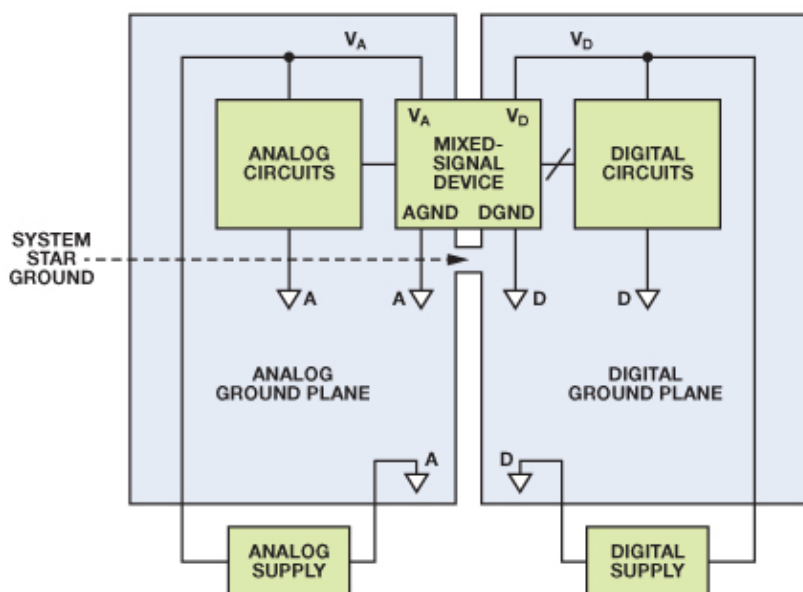 VA
VD
ANALOG
CIRCUITS
VA
VD
MIXED-
SIGNAL
DEVICE
AGND DGND
DIGITAL
CIRCUITS
SYSTEM
STAR
GROUND
A
A
D
D
ANALOG
GROUND PLANE
DIGITAL
GROUND PLANE
A
D
ANALOG
SUPPLY
DIGITAL
SUPPLY